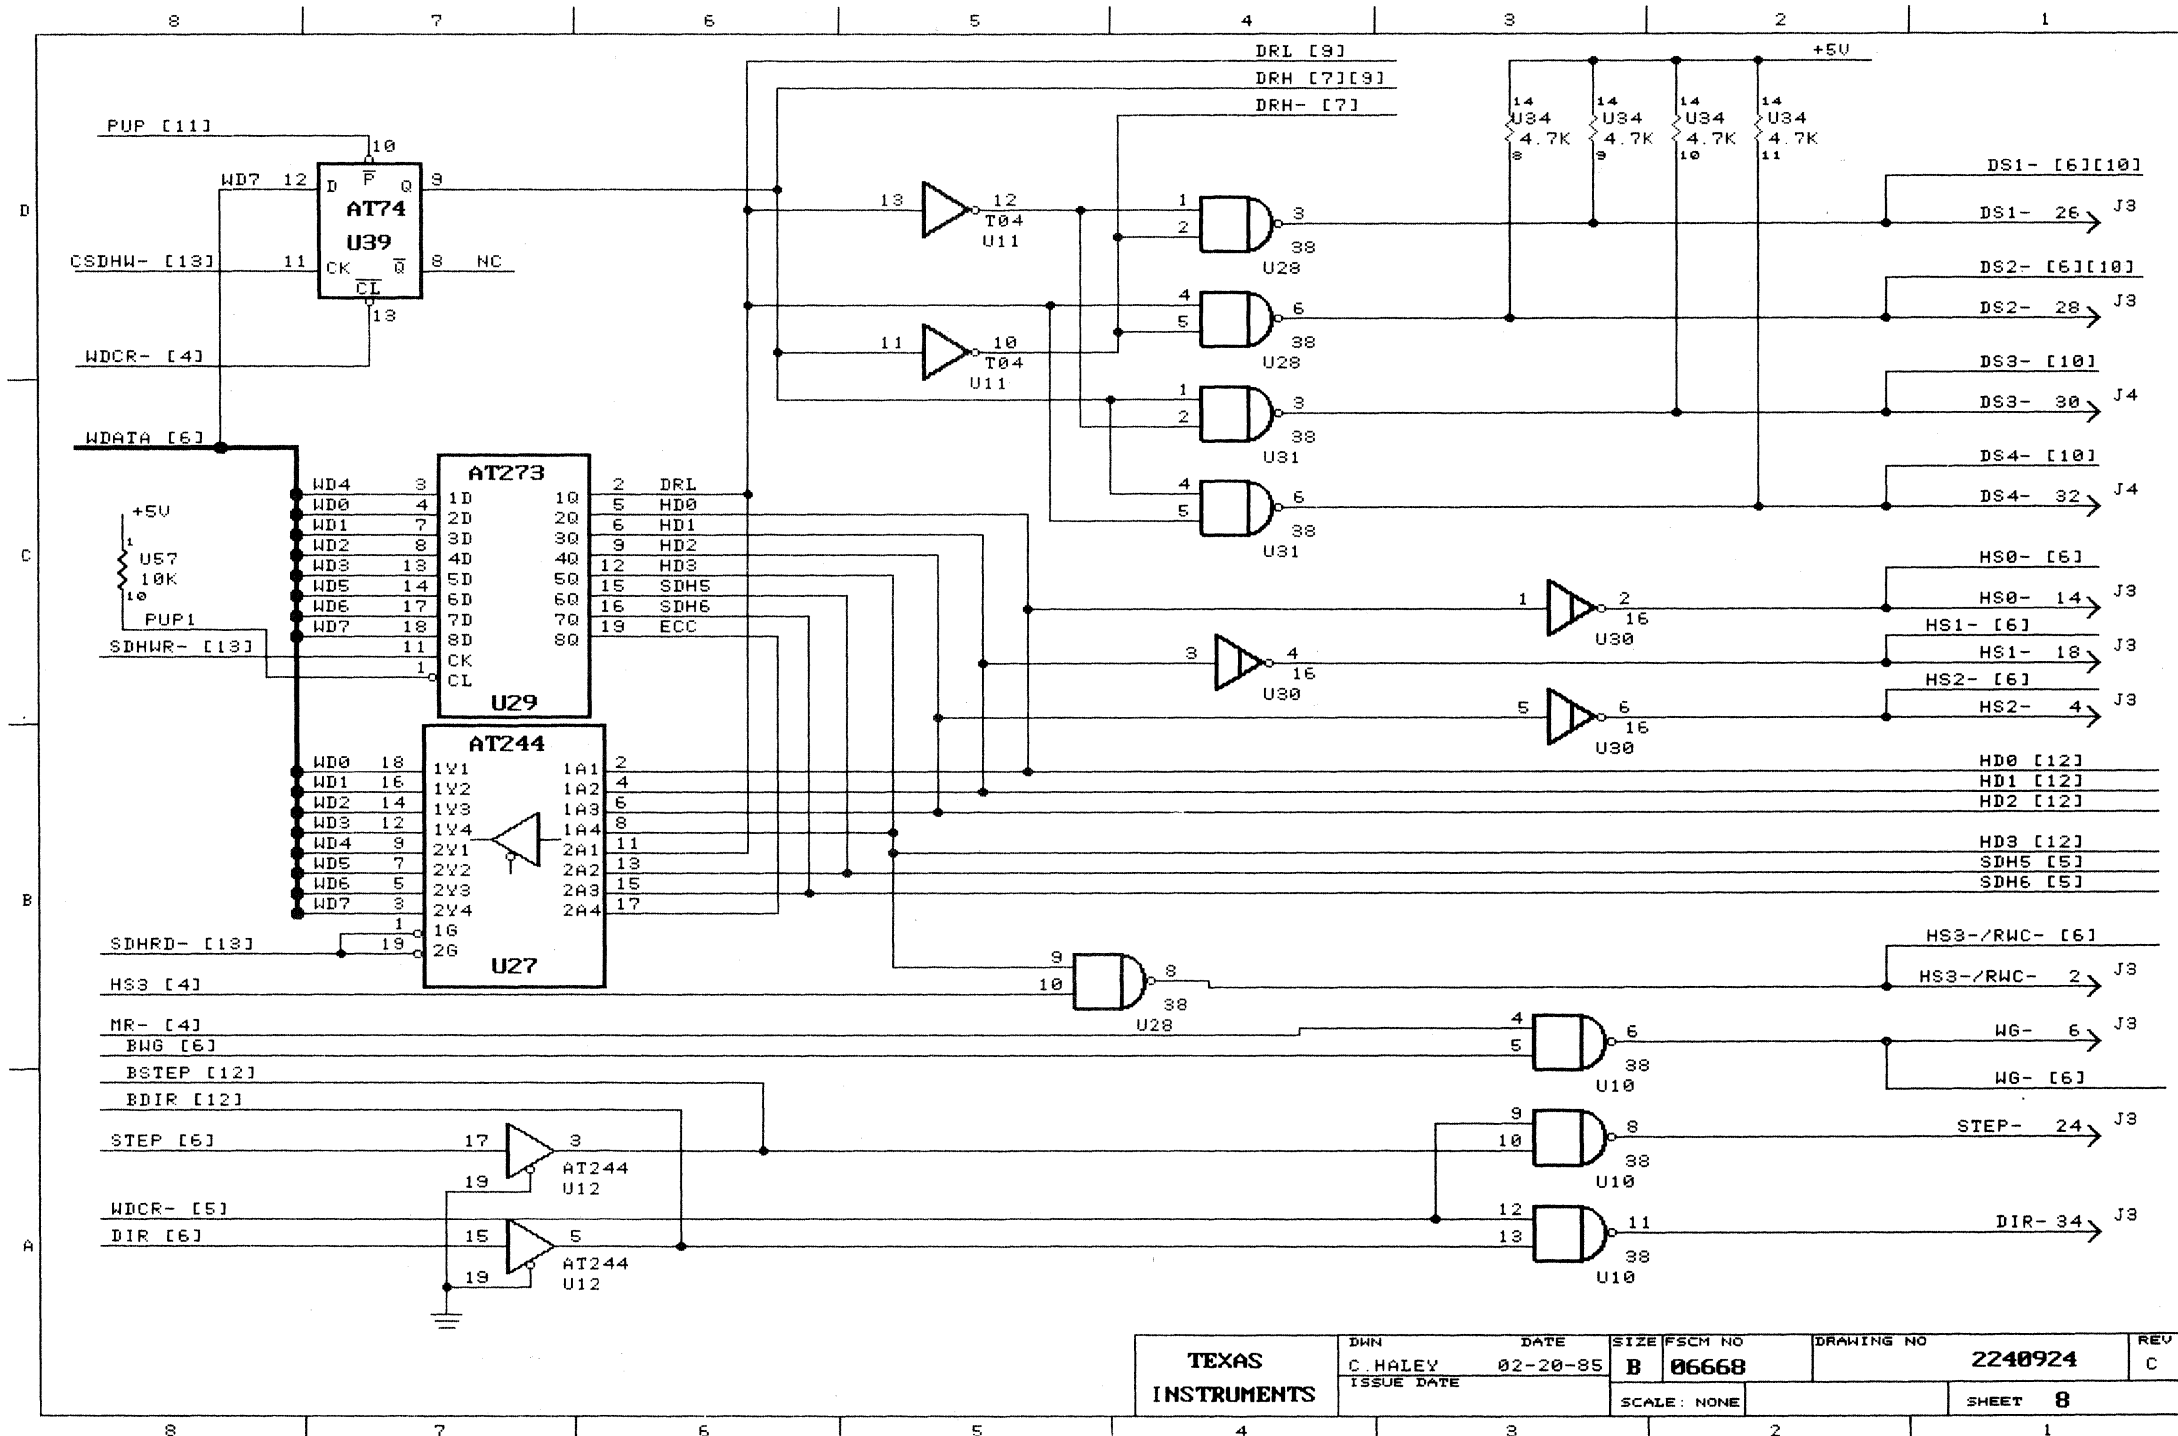 8 7 6 5 4 3 2 1
DRL [9]
DRH [7][9]
DRH- [7]
+5V
14 14 14 14
U34 U34 U34 U34
4.7K 4.7K 4.7K 4.7K
8 9 10 11
PUP [11]
10
WD7 12 D P Q 9
AT74
U39
CSDHW- [13] 11 CK Q 8 NC
CL
13
WDCR- [4]
D
13 12
T04
U11
1
2
3
38
U28
4
5
6
38
U28
11 10
T04
U11
1
2
3
38
U31
4
5
6
38
U31
DS1- [6][10]
DS1- 26 J3
DS2- [6][10]
DS2- 28 J3
DS3- [10]
DS3- 30 J4
DS4- [10]
DS4- 32 J4
WDATA [6]
C
+5V
1
U57
10K
10
PUP1
SDHWR- [13]
AT273
WD4 3 1D 1Q 2 DRL
WD0 4 2D 2Q 5 HD0
WD1 7 3D 3Q 6 HD1
WD2 8 4D 4Q 9 HD2
WD3 13 5D 5Q 12 HD3
WD5 14 6D 6Q 15 SDH5
WD6 17 7D 7Q 16 SDH6
WD7 18 8D 8Q 19 ECC
11 CK
1 CL
U29
1 2
16
U30
3 4
16
U30
5 6
16
U30
HS0- [6]
HS0- 14 J3
HS1- [6]
HS1- 18 J3
HS2- [6]
HS2- 4 J3
AT244
WD0 18 1Y1 1A1 2
WD1 16 1Y2 1A2 4
WD2 14 1Y3 1A3 6
WD3 12 1Y4 1A4 8
WD4 9 2Y1 2A1 11
WD5 7 2Y2 2A2 13
WD6 5 2Y3 2A3 15
WD7 3 2Y4 2A4 17
1 1G
19 2G
U27
HD0 [12]
HD1 [12]
HD2 [12]
HD3 [12]
SDH5 [5]
SDH6 [5]
B
SDHRD- [13]
HS3 [4]
9
10
8
38
U28
HS3-/RWC- [6]
HS3-/RWC- 2 J3
MR- [4]
BWG [6]
4
5
6
38
U10
WG- 6 J3
WG- [6]
BSTEP [12]
BDIR [12]
STEP [6] 17 3
AT244
19 U12
9
10
8
38
U10
STEP- 24 J3
WDCR- [5]
DIR [6] 15 5
AT244
19 U12
12
13
11
38
U10
DIR- 34 J3
A
TEXAS
INSTRUMENTS
DWN DATE
C.HALEY 02-20-85
ISSUE DATE
SIZE FSCM NO DRAWING NO REV
B 06668 2240924 C
SCALE: NONE SHEET 8
8 7 6 5 4 3 2 1